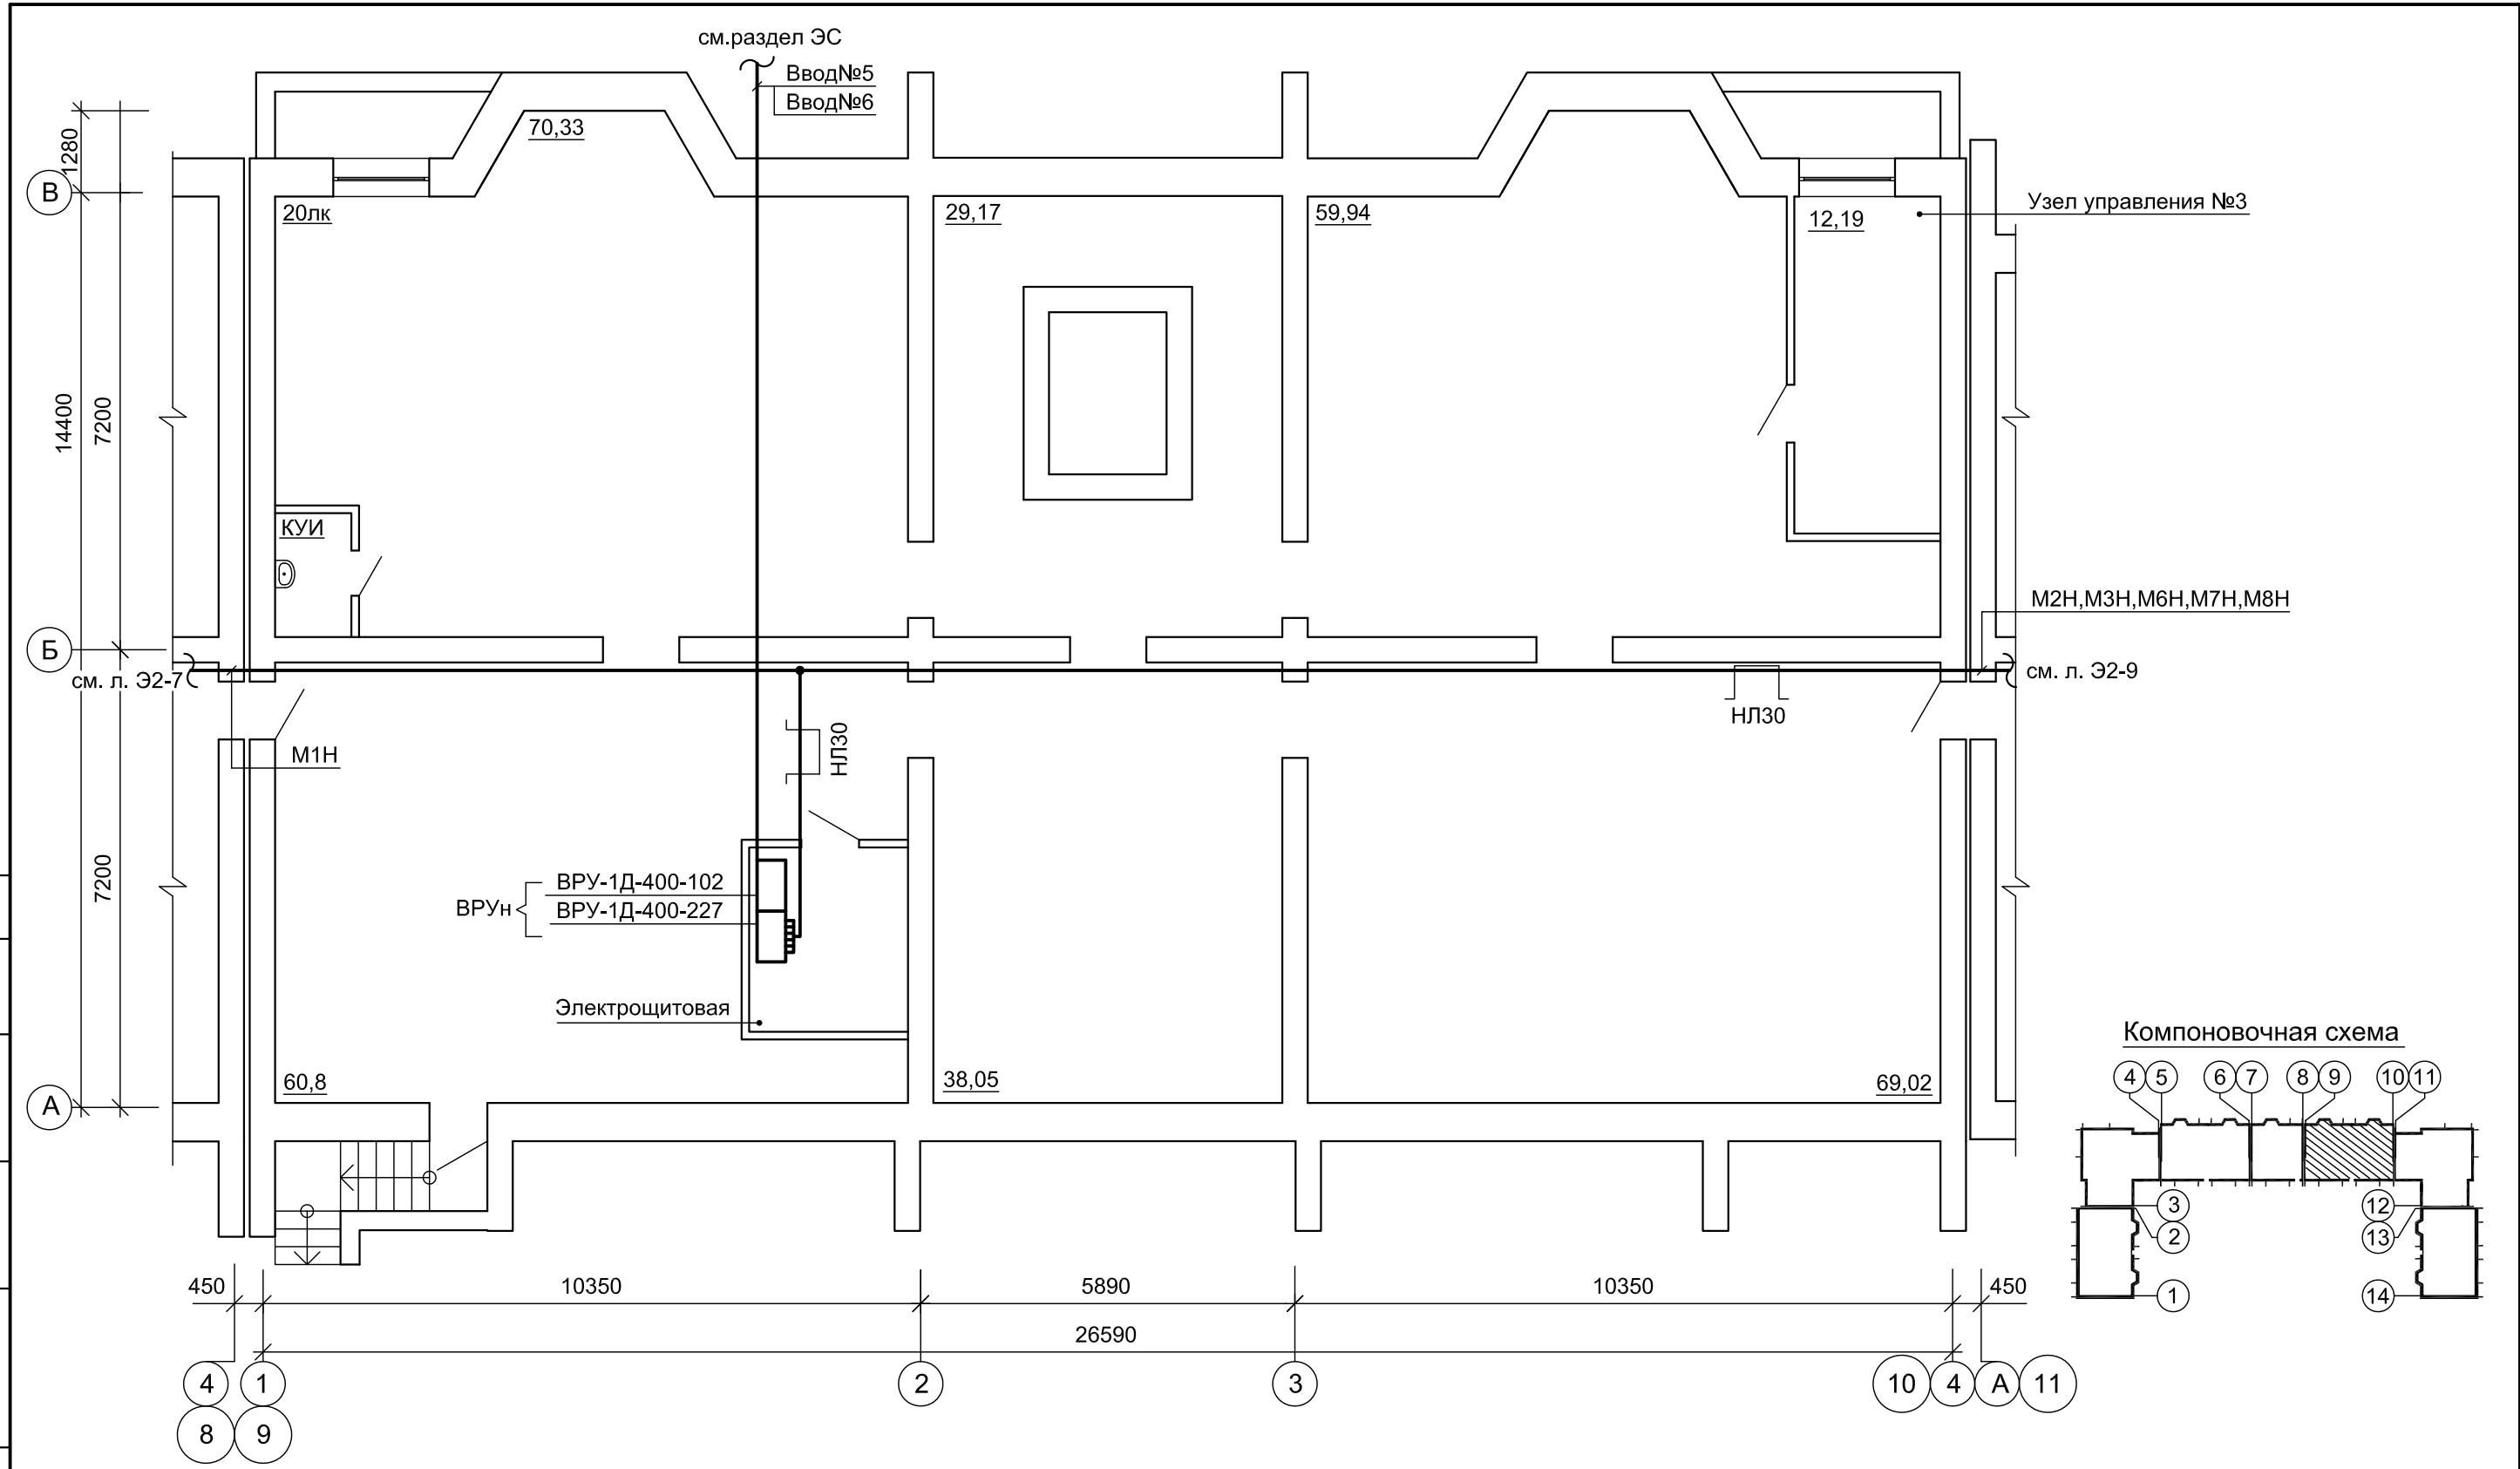 см.раздел ЭС
Ввод№5
Ввод№6
1280
В
70,33
20лк
29,17
59,94
12,19
Узел управления №3
14400
7200
КУИ
М2Н,М3Н,М6Н,М7Н,М8Н
Б
см. л. Э2-7
см. л. Э2-9
НЛ30
НЛ30
М1Н
7200
ВРУн
ВРУ-1Д-400-102
ВРУ-1Д-400-227
Электрощитовая
60,8
38,05
69,02
А
Компоновочная схема
4 5 6 7 8 9 10 11
3 12
2 13
1 14
450 10350 5890 10350 450
26590
4 1 2 3 10 4 А 11
8 9